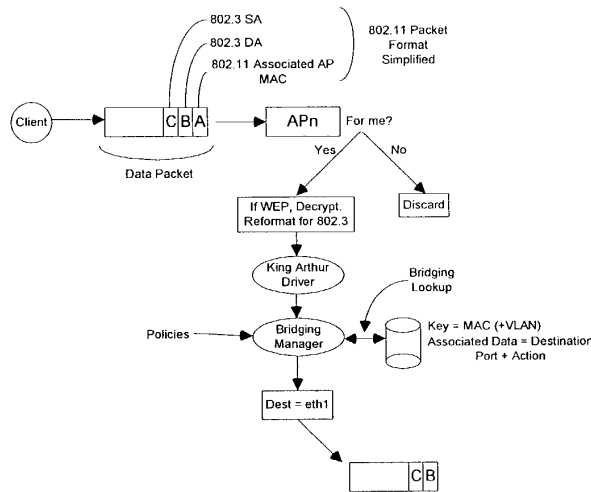 802.3 SA
802.3 DA
802.11 Associated AP
MAC
802.11 Packet
Format
Simplified
Client
C B A
Data Packet
APn
For me?
Yes
No
If WEP, Decrypt.
Reformat for 802.3
Discard
King Arthur
Driver
Bridging
Lookup
Policies
Bridging
Manager
Key = MAC (+VLAN)
Associated Data = Destination
Port + Action
Dest = eth1
C B